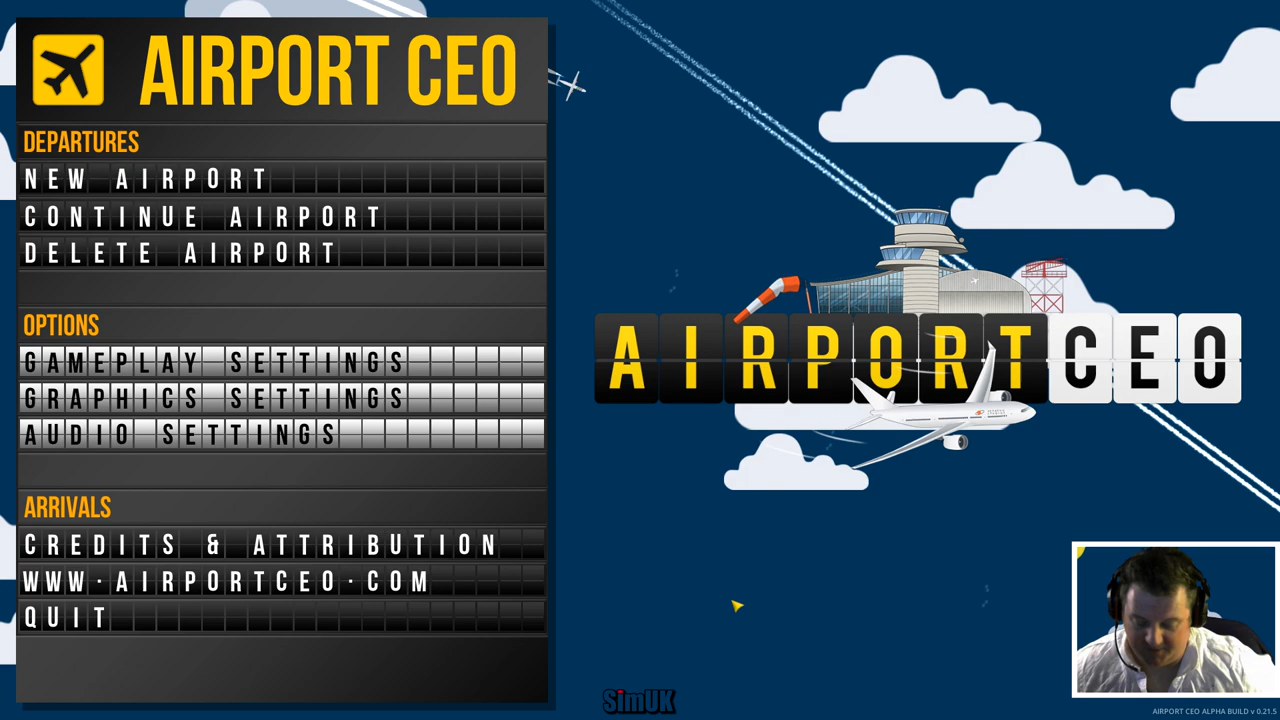 AIRPORT CEO
DEPARTURES
NEW AIRPORT
CONTINUE AIRPORT
DELETE AIRPORT
OPTIONS
GAMEPLAY SETTINGS
GRAPHICS SETTINGS
AUDIO SETTINGS
ARRIVALS
CREDITS & ATTRIBUTION
WWW·AIRPORTCEO·COM
QUIT
AIRPORTCEO
SimUK
AIRPORT CEO ALPHA BUILD v 0.21.5